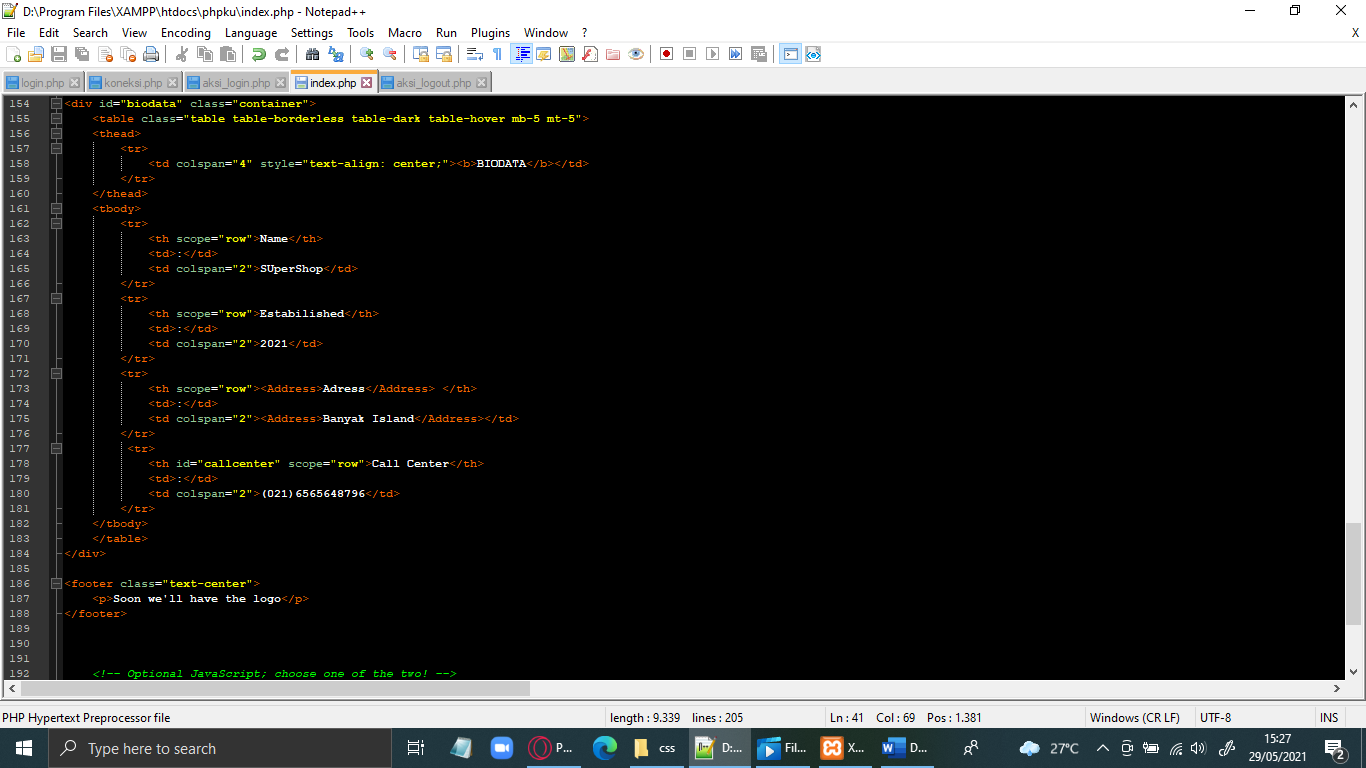 D:\Program Files\XAMPP\htdocs\phpku\index.php - Notepad++
File Edit Search View Encoding Language Settings Tools Macro Run Plugins Window ? X
login.php koneksi.php aksi_login.php index.php aksi_logout.php
154 <div id="biodata" class="container">
155 <table class="table table-borderless table-dark table-hover mb-5 mt-5">
156 <thead>
157 <tr>
158 <td colspan="4" style="text-align: center;"><b>BIODATA</b></td>
159 </tr>
160 </thead>
161 <tbody>
162 <tr>
163 <th scope="row">Name</th>
164 <td>:</td>
165 <td colspan="2">SUperShop</td>
166 </tr>
167 <tr>
168 <th scope="row">Estabilished</th>
169 <td>:</td>
170 <td colspan="2">2021</td>
171 </tr>
172 <tr>
173 <th scope="row"><Address>Adress</Address> </th>
174 <td>:</td>
175 <td colspan="2"><Address>Banyak Island</Address></td>
176 </tr>
177 <tr>
178 <th id="callcenter" scope="row">Call Center</th>
179 <td>:</td>
180 <td colspan="2">(021)6565648796</td>
181 </tr>
182 </tbody>
183 </table>
184 </div>
185
186 <footer class="text-center">
187 <p>Soon we'll have the logo</p>
188 </footer>
189
190
191
192 <!-- Optional JavaScript; choose one of the two! -->
PHP Hypertext Preprocessor file length : 9.339 lines : 205 Ln : 41 Col : 69 Pos : 1.381 Windows (CR LF) UTF-8 INS
Type here to search P... css D:... Fil... X... D... 27°C 15:27
29/05/2021 2